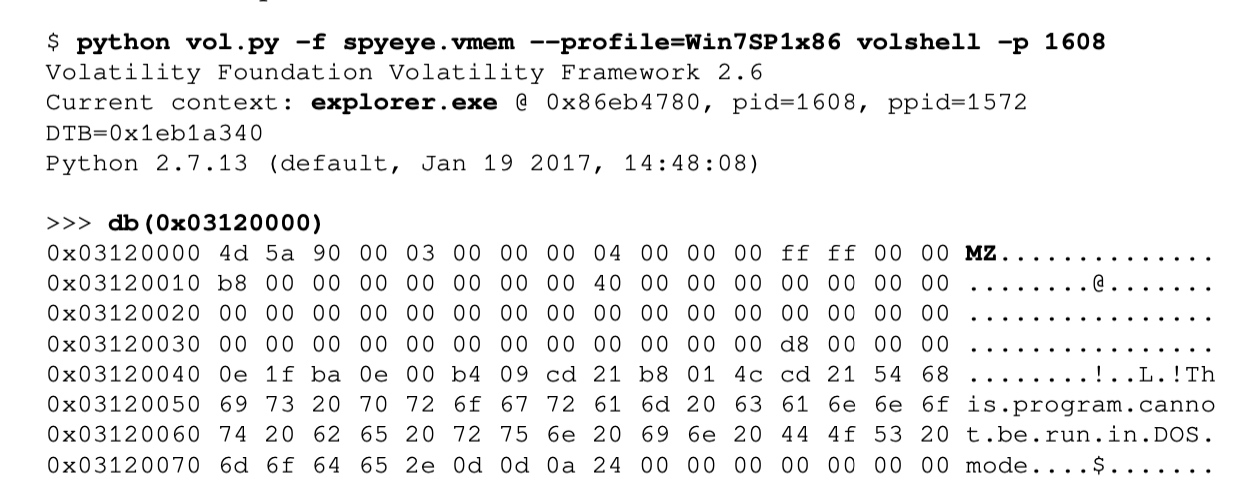 $ python vol.py -f spyeye.vmem --profile=Win7SP1x86 volshell -p 1608
Volatility Foundation Volatility Framework 2.6
Current context: explorer.exe @ 0x86eb4780, pid=1608, ppid=1572
DTB=0x1eb1a340
Python 2.7.13 (default, Jan 19 2017, 14:48:08)
>>> db(0x03120000)
0x03120000 4d 5a 90 00 03 00 00 00 04 00 00 00 ff ff 00 00 MZ..............
0x03120010 b8 00 00 00 00 00 00 00 40 00 00 00 00 00 00 00 ........@.......
0x03120020 00 00 00 00 00 00 00 00 00 00 00 00 00 00 00 00 ................
0x03120030 00 00 00 00 00 00 00 00 00 00 00 00 d8 00 00 00 ................
0x03120040 0e 1f ba 0e 00 b4 09 cd 21 b8 01 4c cd 21 54 68 ........!..L.!Th
0x03120050 69 73 20 70 72 6f 67 72 61 6d 20 63 61 6e 6e 6f is.program.canno
0x03120060 74 20 62 65 20 72 75 6e 20 69 6e 20 44 4f 53 20 t.be.run.in.DOS.
0x03120070 6d 6f 64 65 2e 0d 0d 0a 24 00 00 00 00 00 00 00 mode....$.......